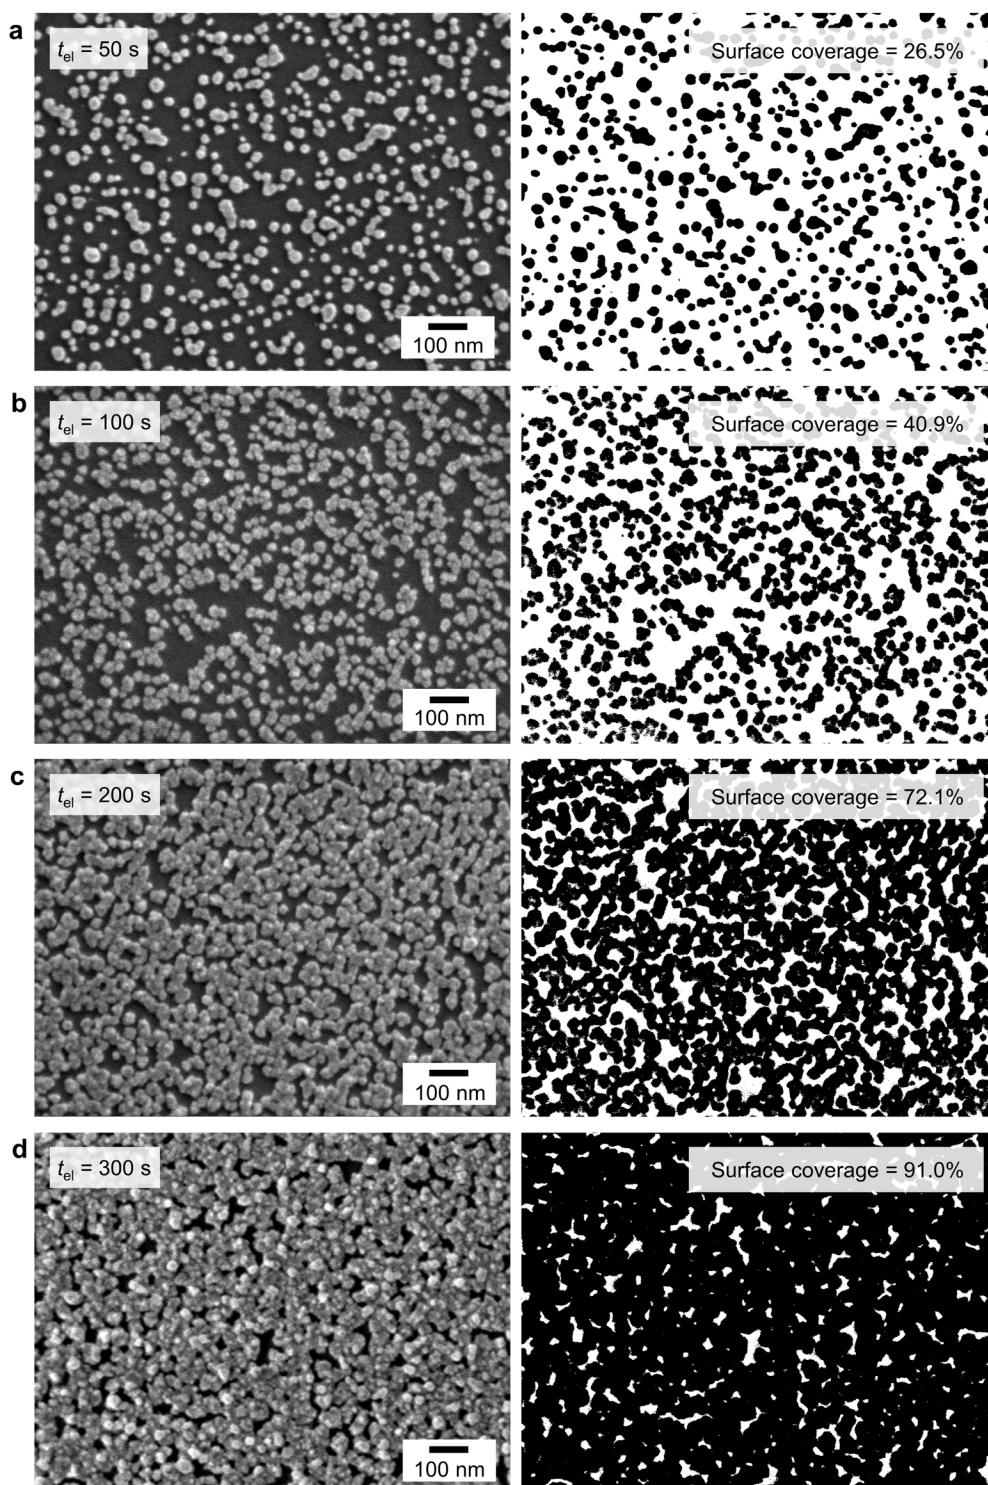 a
t_el = 50 s
Surface coverage = 26.5%
100 nm
b
t_el = 100 s
Surface coverage = 40.9%
100 nm
c
t_el = 200 s
Surface coverage = 72.1%
100 nm
d
t_el = 300 s
Surface coverage = 91.0%
100 nm